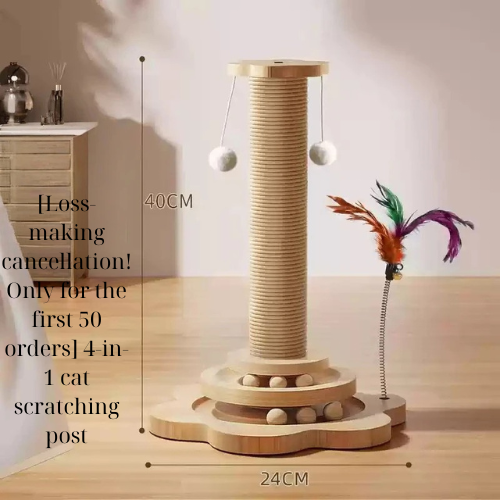 [Loss-
making
cancellation!
Only for the
first 50
orders] 4-in-
1 cat
scratching
post
40CM
24CM